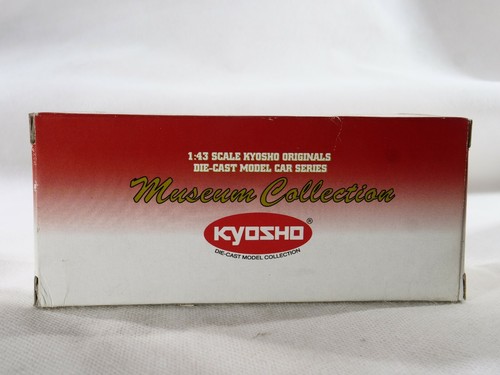 1:43 SCALE KYOSHO ORIGINALS
DIE-CAST MODEL CAR SERIES
Museum Collection
KYOSHO ®
DIE-CAST MODEL COLLECTION